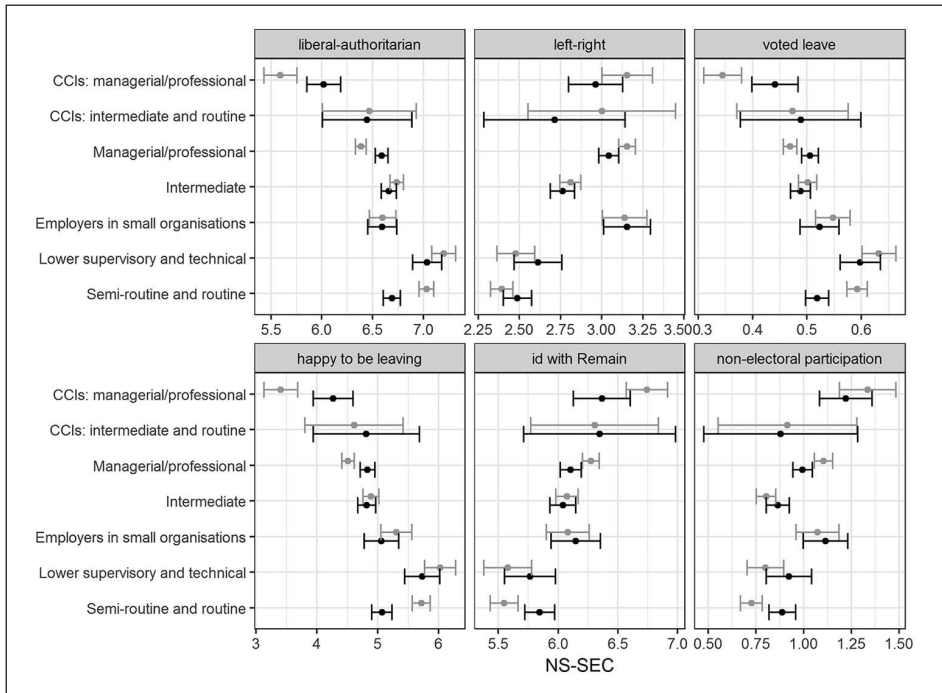 liberal-authoritarian left-right voted leave
CCIs: managerial/professional
CCIs: intermediate and routine
Managerial/professional
Intermediate
Employers in small organisations
Lower supervisory and technical
Semi-routine and routine
5.5 6.0 6.5 7.0 2.25 2.50 2.75 3.00 3.25 3.50 0.3 0.4 0.5 0.6
happy to be leaving id with Remain non-electoral participation
CCIs: managerial/professional
CCIs: intermediate and routine
Managerial/professional
Intermediate
Employers in small organisations
Lower supervisory and technical
Semi-routine and routine
3 4 5 6 5.5 6.0 6.5 7.0 0.50 0.75 1.00 1.25 1.50
NS-SEC